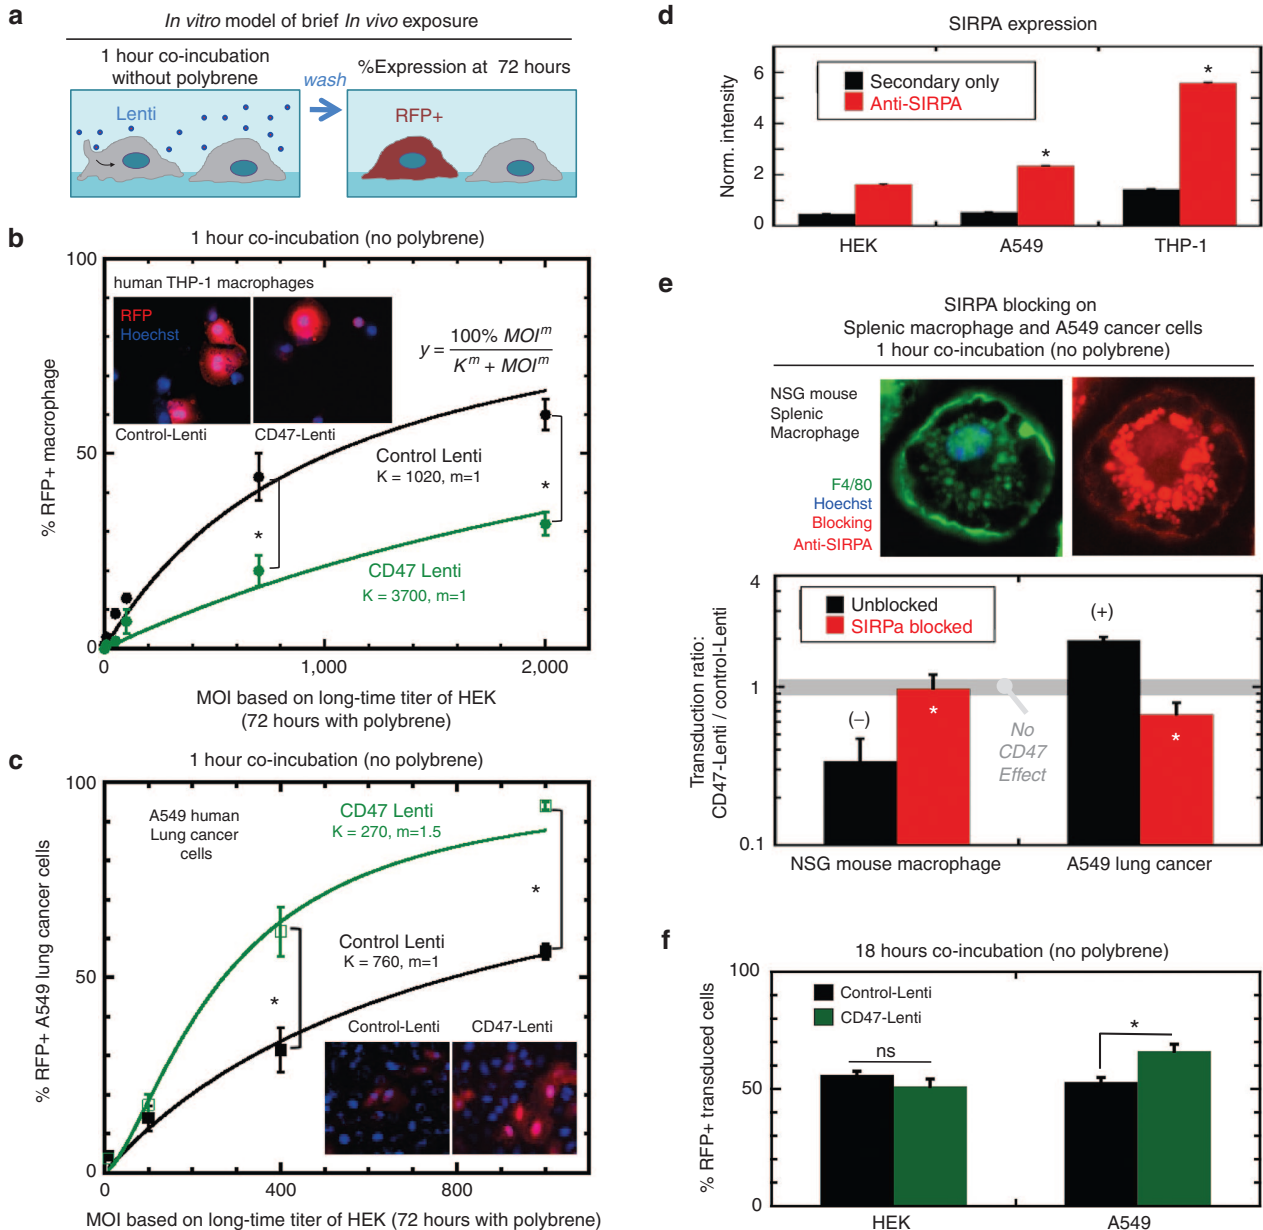 a
In vitro model of brief In vivo exposure
1 hour co-incubation
without polybrene
wash
%Expression at 72 hours
Lenti
RFP+
b
1 hour co-incubation (no polybrene)
100
50
0
% RFP+ macrophage
human THP-1 macrophages
RFP
Hoechst
Control-Lenti
CD47-Lenti
y = 100% MOI^m / K^m + MOI^m
Control Lenti
K = 1020, m=1
*
*
CD47 Lenti
K = 3700, m=1
0
1,000
2,000
MOI based on long-time titer of HEK
(72 hours with polybrene)
c
1 hour co-incubation (no polybrene)
100
50
0
% RFP+ A549 lung cancer cells
A549 human
Lung cancer
cells
CD47 Lenti
K = 270, m=1.5
*
Control Lenti
K = 760, m=1
*
Control-Lenti
CD47-Lenti
0
400
800
MOI based on long-time titer of HEK (72 hours with polybrene)
d
SIRPA expression
6
4
2
0
Norm. intensity
Secondary only
Anti-SIRPA
*
*
HEK
A549
THP-1
e
SIRPA blocking on
Splenic macrophage and A549 cancer cells
1 hour co-incubation (no polybrene)
NSG mouse
Splenic
Macrophage
F4/80
Hoechst
Blocking
Anti-SIRPA
4
1
0.1
Transduction ratio:
CD47-Lenti / control-Lenti
Unblocked
SIRPa blocked
(–)
*
No
CD47
Effect
(+)
*
NSG mouse macrophage
A549 lung cancer
f
18 hours co-incubation (no polybrene)
100
50
0
% RFP+ transduced cells
Control-Lenti
CD47-Lenti
ns
*
HEK
A549